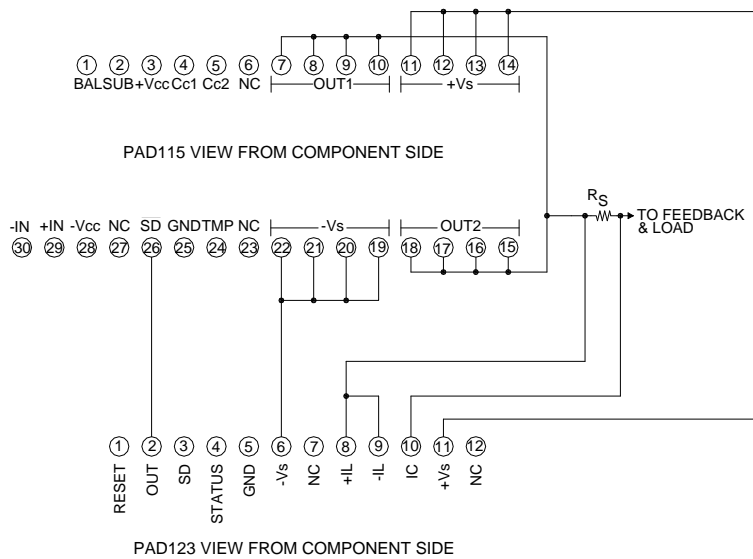 7 8 9 10 11 12 13 14
1 2 3 4 5 6
BAL SUB +Vcc Cc1 Cc2 NC OUT1 +Vs
PAD115 VIEW FROM COMPONENT SIDE
RS
TO FEEDBACK
& LOAD
-IN +IN -Vcc NC SD GND TMP NC -Vs OUT2
30 29 28 27 26 25 24 23 22 21 20 19 18 17 16 15
1 2 3 4 5 6 7 8 9 10 11 12
RESET OUT SD STATUS GND -Vs NC +IL -IL IC +Vs NC
PAD123 VIEW FROM COMPONENT SIDE